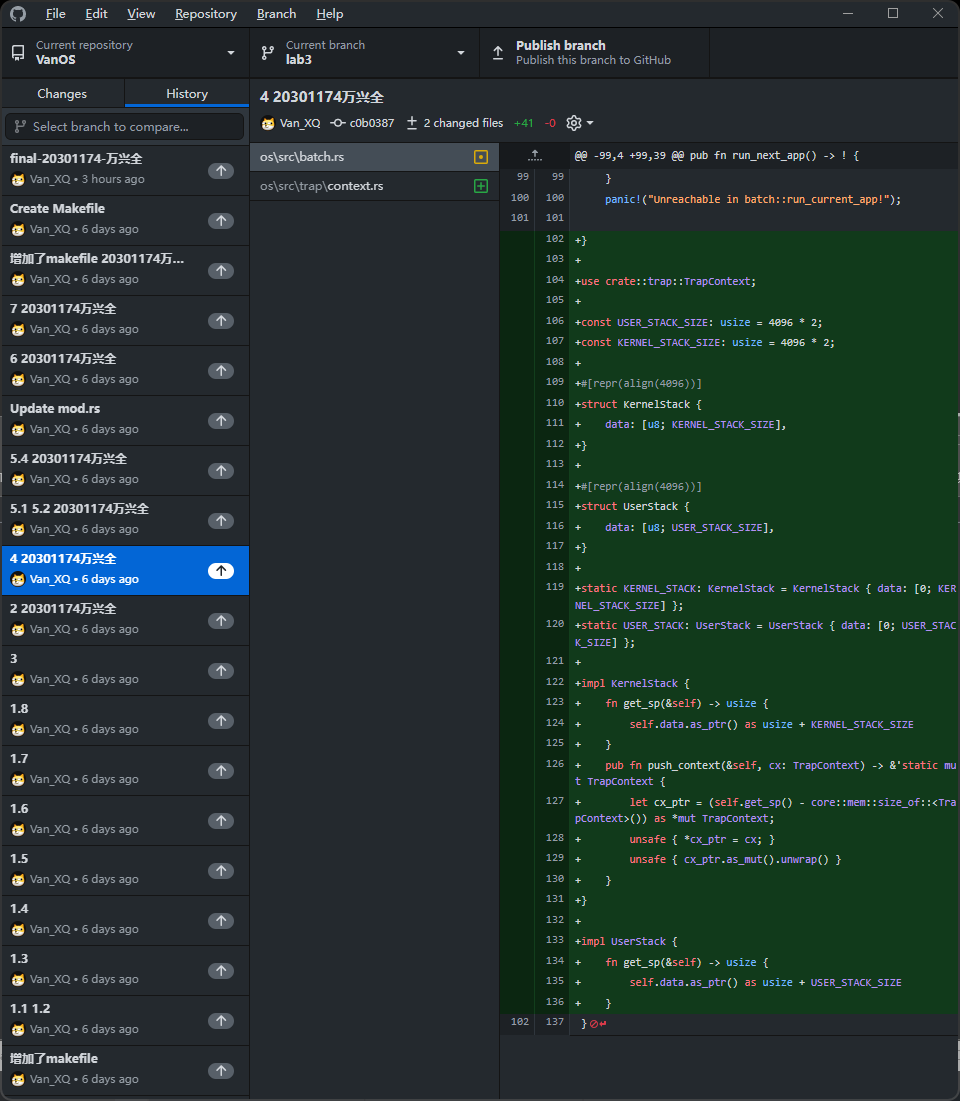 File Edit View Repository Branch Help
Current repository
VanOS
Current branch
lab3
Publish branch
Publish this branch to GitHub
Changes
History
Select branch to compare...
final-20301174-万兴全
Van_XQ • 3 hours ago
Create Makefile
Van_XQ • 6 days ago
增加了makefile 20301174万...
Van_XQ • 6 days ago
7 20301174万兴全
Van_XQ • 6 days ago
6 20301174万兴全
Van_XQ • 6 days ago
Update mod.rs
Van_XQ • 6 days ago
5.4 20301174万兴全
Van_XQ • 6 days ago
5.1 5.2 20301174万兴全
Van_XQ • 6 days ago
4 20301174万兴全
Van_XQ • 6 days ago
2 20301174万兴全
Van_XQ • 6 days ago
3
Van_XQ • 6 days ago
1.8
Van_XQ • 6 days ago
1.7
Van_XQ • 6 days ago
1.6
Van_XQ • 6 days ago
1.5
Van_XQ • 6 days ago
1.4
Van_XQ • 6 days ago
1.3
Van_XQ • 6 days ago
1.1 1.2
Van_XQ • 6 days ago
增加了makefile
Van_XQ • 6 days ago
4 20301174万兴全
Van_XQ c0b0387 2 changed files +41 -0
os\src\batch.rs
os\src\trap\context.rs
@@ -99,4 +99,39 @@ pub fn run_next_app() -> ! {
99 99     }
100 100     panic!("Unreachable in batch::run_current_app!");
101 101
102 +}
103 +
104 +use crate::trap::TrapContext;
105 +
106 +const USER_STACK_SIZE: usize = 4096 * 2;
107 +const KERNEL_STACK_SIZE: usize = 4096 * 2;
108 +
109 +#[repr(align(4096))]
110 +struct KernelStack {
111 +    data: [u8; KERNEL_STACK_SIZE],
112 +}
113 +
114 +#[repr(align(4096))]
115 +struct UserStack {
116 +    data: [u8; USER_STACK_SIZE],
117 +}
118 +
119 +static KERNEL_STACK: KernelStack = KernelStack { data: [0; KER
NEL_STACK_SIZE] };
120 +static USER_STACK: UserStack = UserStack { data: [0; USER_STAC
K_SIZE] };
121 +
122 +impl KernelStack {
123 +    fn get_sp(&self) -> usize {
124 +        self.data.as_ptr() as usize + KERNEL_STACK_SIZE
125 +    }
126 +    pub fn push_context(&self, cx: TrapContext) -> &'static mu
t TrapContext {
127 +        let cx_ptr = (self.get_sp() - core::mem::size_of::<Tra
pContext>()) as *mut TrapContext;
128 +        unsafe { *cx_ptr = cx; }
129 +        unsafe { cx_ptr.as_mut().unwrap() }
130 +    }
131 +}
132 +
133 +impl UserStack {
134 +    fn get_sp(&self) -> usize {
135 +        self.data.as_ptr() as usize + USER_STACK_SIZE
136 +    }
102 137 }